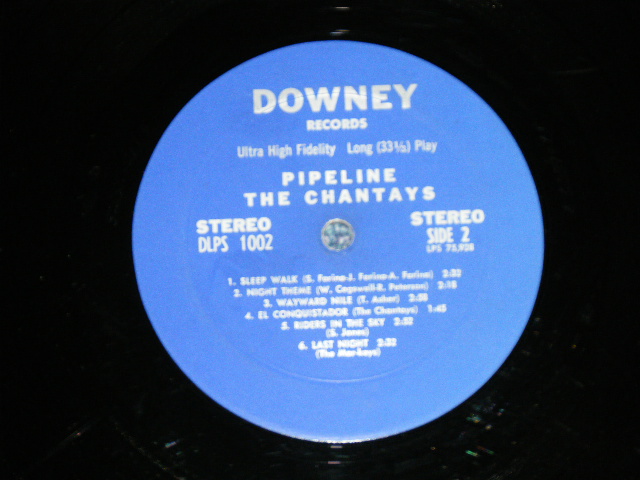 DOWNEY
RECORDS
Ultra High Fidelity Long (33⅓) Play
PIPELINE
THE CHANTAYS
STEREO
DLPS 1002
STEREO
SIDE 2
LPS 75,928
1. SLEEP WALK (S. Farina-J. Farina-A. Farina) 2:32
2. NIGHT THEME (W. Cogswell-R. Peterson) 2:18
3. WAYWARD NILE (T. Asher) 2:58
4. EL CONQUISTADOR (The Chantays) 1:45
5. RIDERS IN THE SKY 2:32
(S. Jones)
6. LAST NIGHT 2:32
(The Mar-keys)